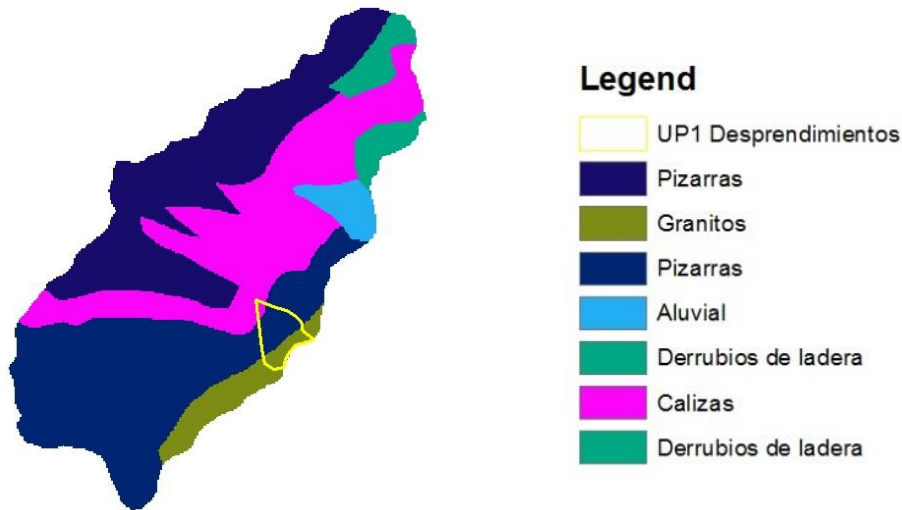 Legend
UP1 Desprendimientos
Pizarras
Granitos
Pizarras
Aluvial
Derrubios de ladera
Calizas
Derrubios de ladera